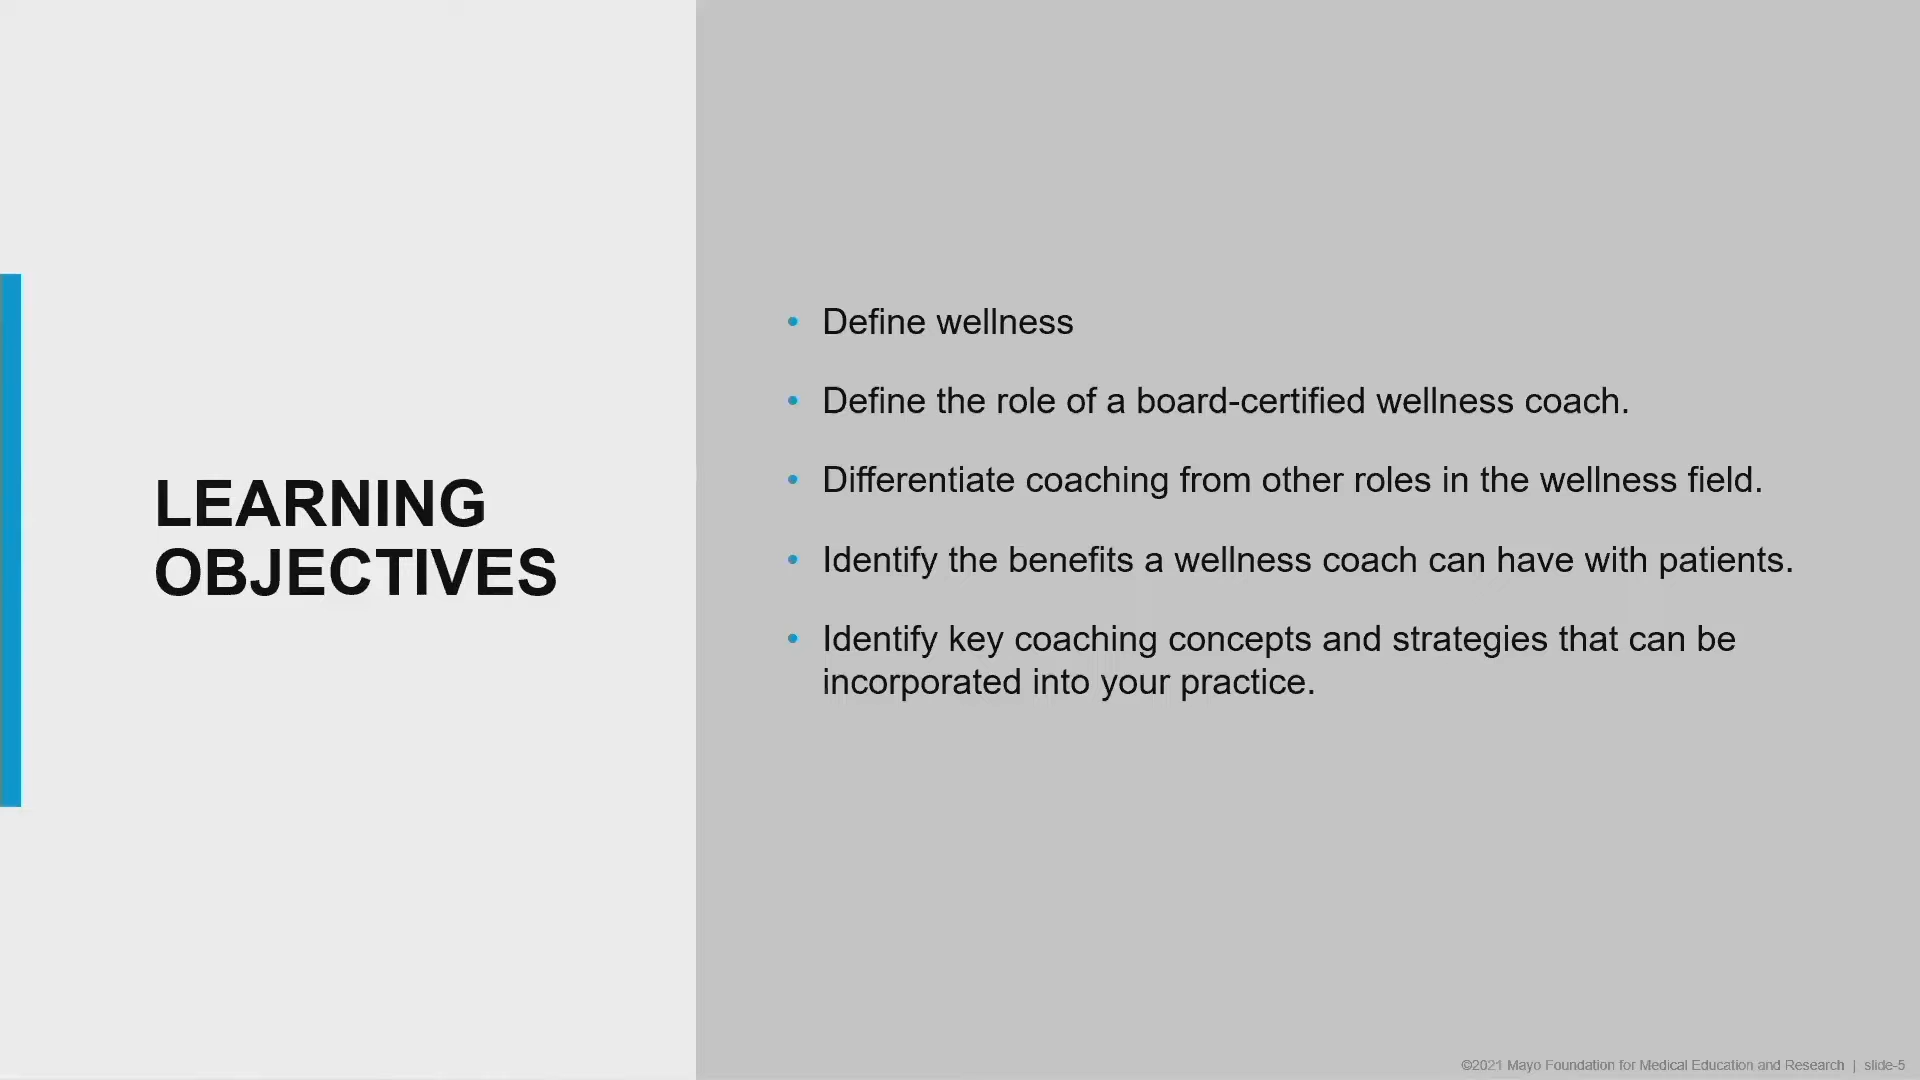 LEARNING
OBJECTIVES
• Define wellness
• Define the role of a board-certified wellness coach.
• Differentiate coaching from other roles in the wellness field.
• Identify the benefits a wellness coach can have with patients.
• Identify key coaching concepts and strategies that can be
incorporated into your practice.
©2021 Mayo Foundation for Medical Education and Research | slide-5